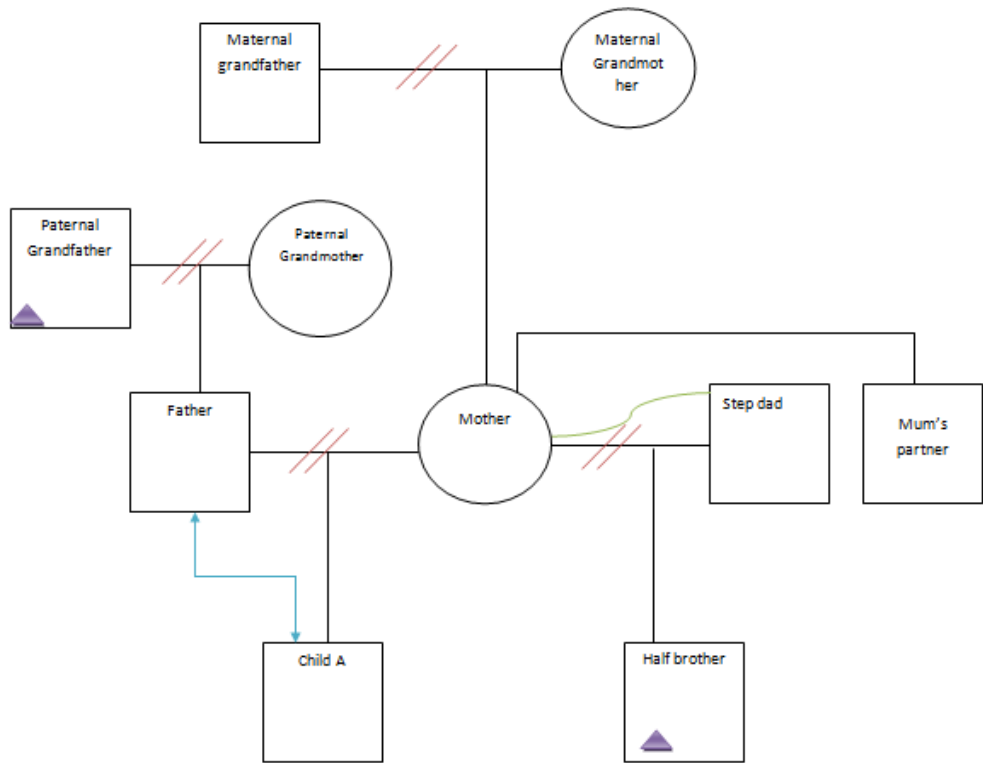 Maternal
grandfather
Maternal
Grandmot
her
Paternal
Grandfather
Paternal
Grandmother
Father
Mother
Step dad
Mum's
partner
Child A
Half brother